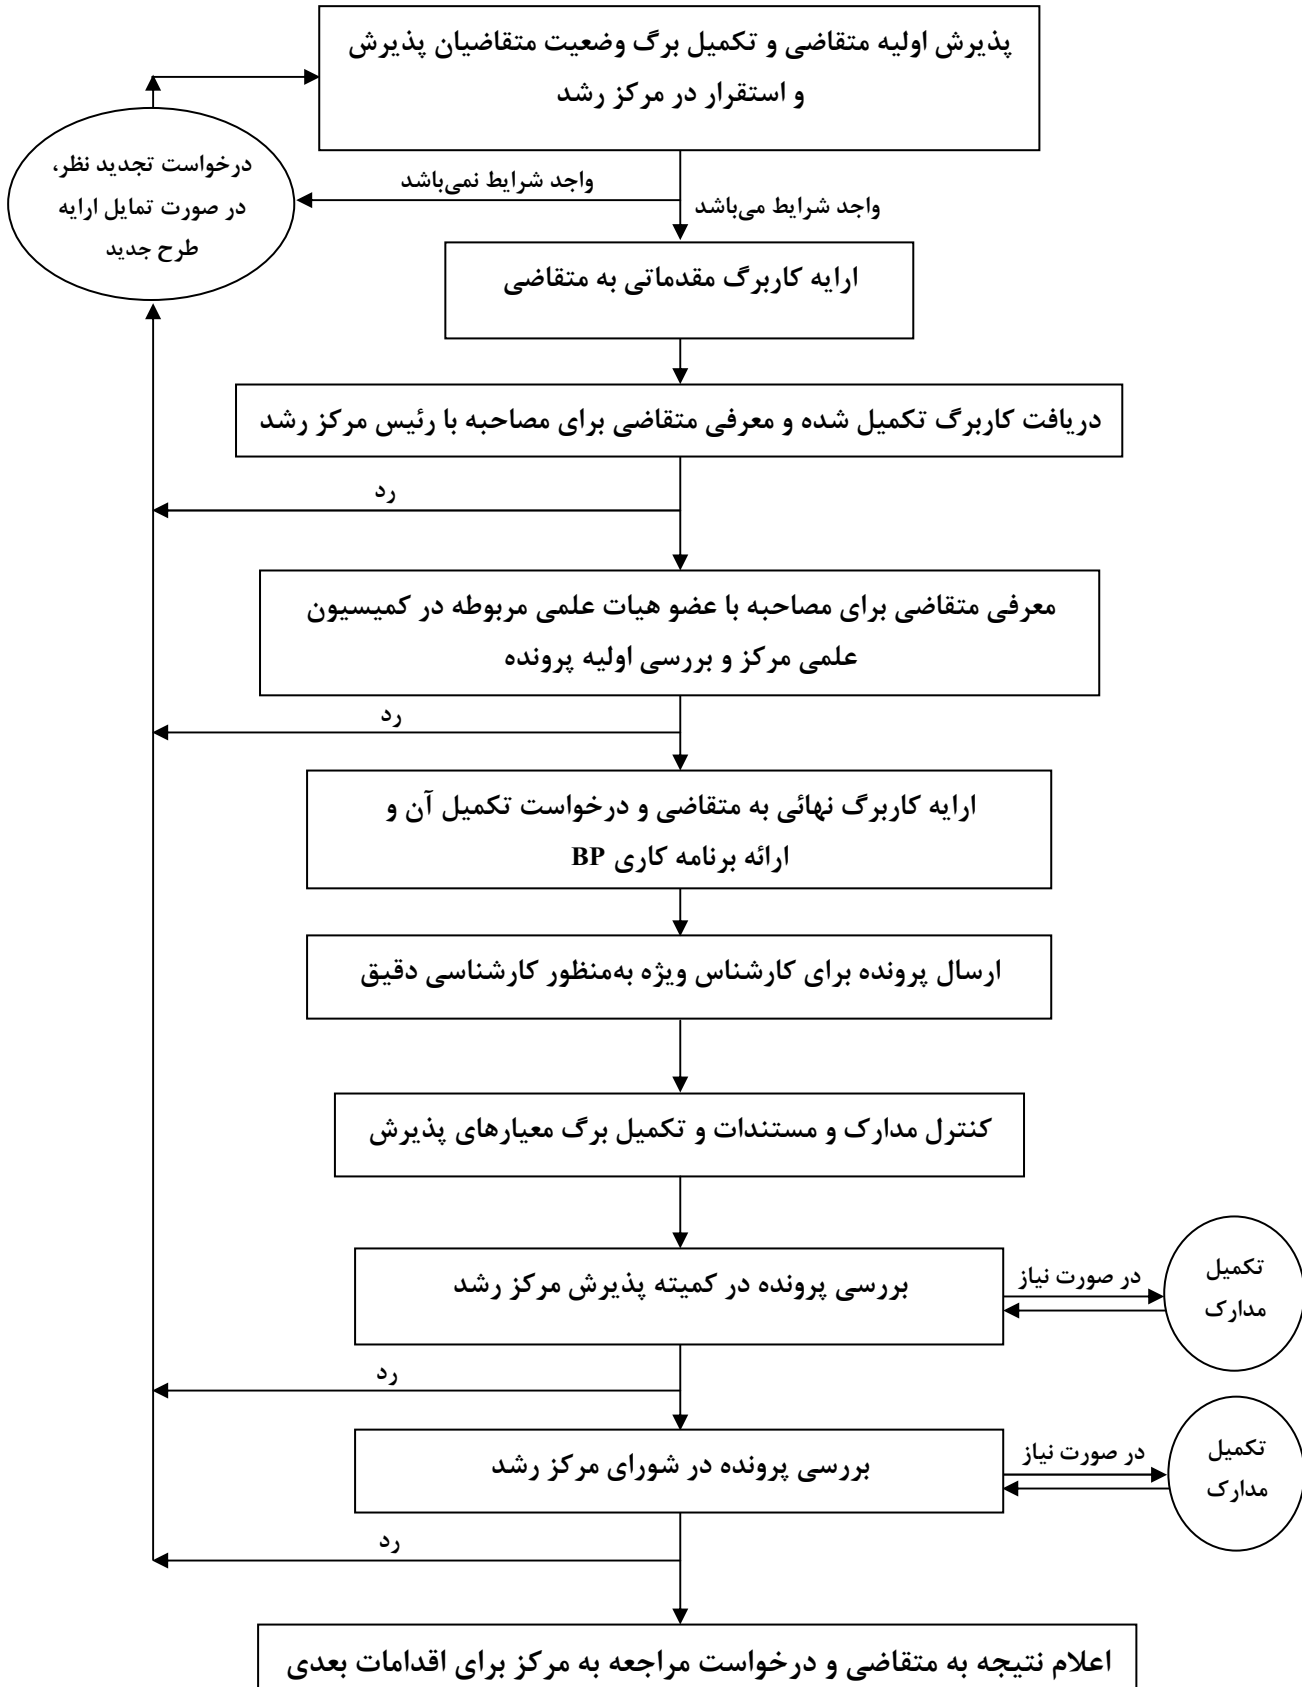 پذیرش اولیه متقاضی و تکمیل برگ وضعیت متقاضیان پذیرش
و استقرار در مرکز رشد
درخواست تجدید نظر،
در صورت تمایل ارایه
طرح جدید
واجد شرایط نمی‌باشد
واجد شرایط می‌باشد
ارایه کاربرگ مقدماتی به متقاضی
دریافت کاربرگ تکمیل شده و معرفی متقاضی برای مصاحبه با رئیس مرکز رشد
رد
معرفی متقاضی برای مصاحبه با عضو هیات علمی مربوطه در کمیسیون
علمی مرکز و بررسی اولیه پرونده
رد
ارایه کاربرگ نهائی به متقاضی و درخواست تکمیل آن و
ارائه برنامه کاری BP
ارسال پرونده برای کارشناس ویژه به‌منظور کارشناسی دقیق
کنترل مدارک و مستندات و تکمیل برگ معیارهای پذیرش
بررسی پرونده در کمیته پذیرش مرکز رشد
در صورت نیاز
تکمیل
مدارک
رد
بررسی پرونده در شورای مرکز رشد
در صورت نیاز
تکمیل
مدارک
رد
اعلام نتیجه به متقاضی و درخواست مراجعه به مرکز برای اقدامات بعدی